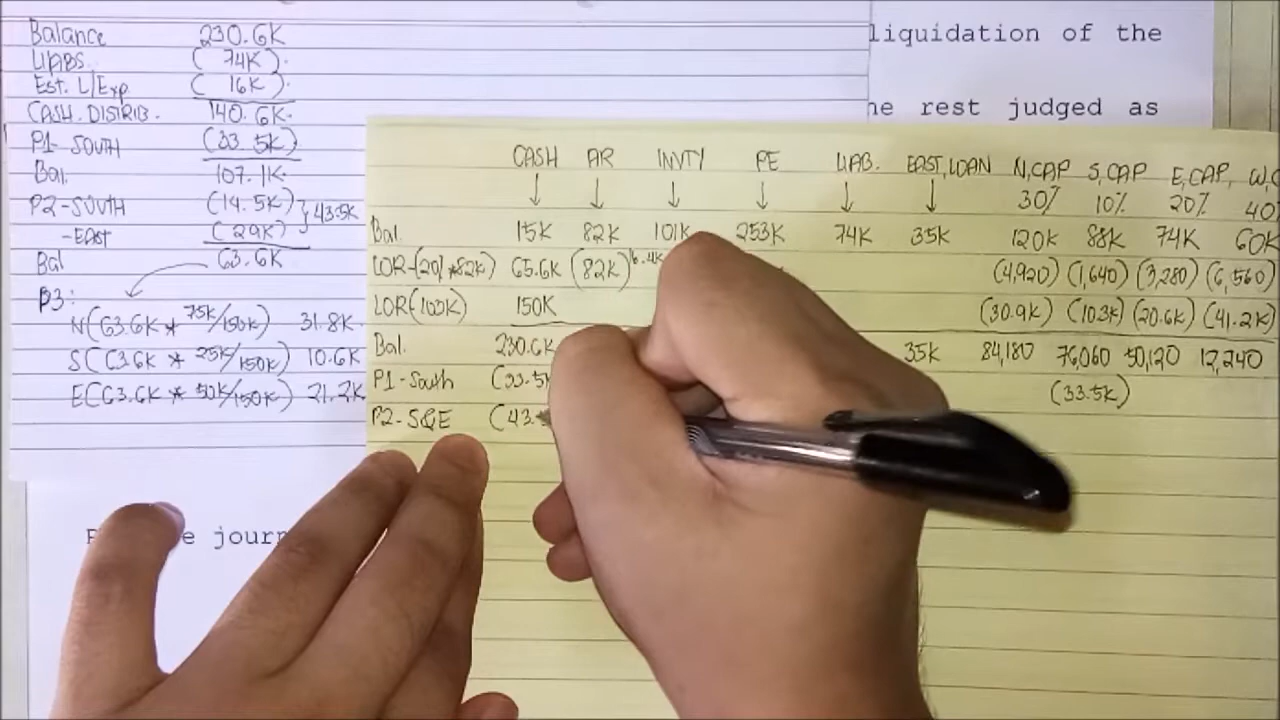 Balance 230.6K
LIABS. ( 74K).
Est. L/Exp ( 16K).
CASH. DISTRIB. 140.6K.
P1-SOUTH (33.5K)
Bal. 107.1K.
P2-SOUTH (14.5K) } 43.5K
-EAST ( 29K)
Bal 63.6K
P3:
N(63.6K * 75K/150K) 31.8K
S(63.6K * 25K/150K) 10.6K
E(63.6K * 50K/150K) 21.2K
liquidation of the
rest judged as
CASH AR INVTY PE LIAB. EAST, LOAN N, CAP S, CAP E, CAP, W, C
30% 10% 20% 40
Bal. 15K 82K 101K 253K 74K 35K 120K 88K 74K 60K
65.6K (82K) (4,920) (1,640) (3,280) (6,560)
150K (30.9K) (10.3K) (20.6K) (41.2K)
Bal. 230.6K 35K 84,180 76,060 50,120 12,240
P1-South (33.5K (33.5K)
P2-S&E (43.
journ